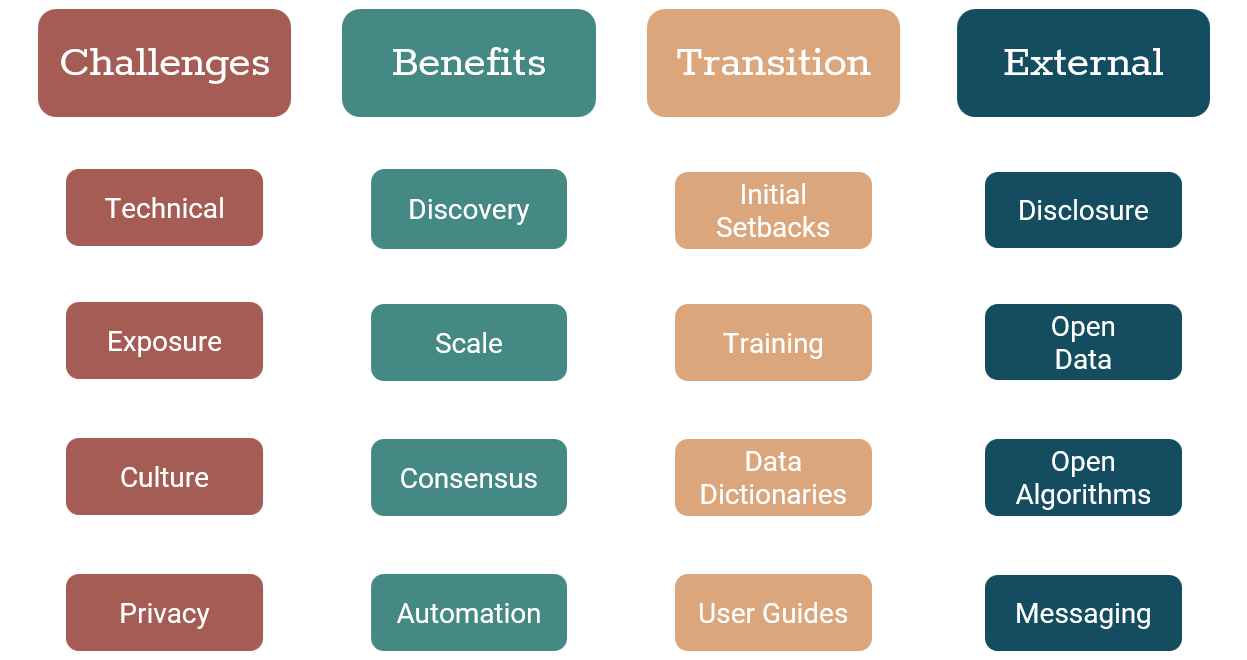 Challenges
Benefits
Transition
External
Technical
Discovery
Initial
Setbacks
Disclosure
Exposure
Scale
Training
Open
Data
Culture
Consensus
Data
Dictionaries
Open
Algorithms
Privacy
Automation
User Guides
Messaging